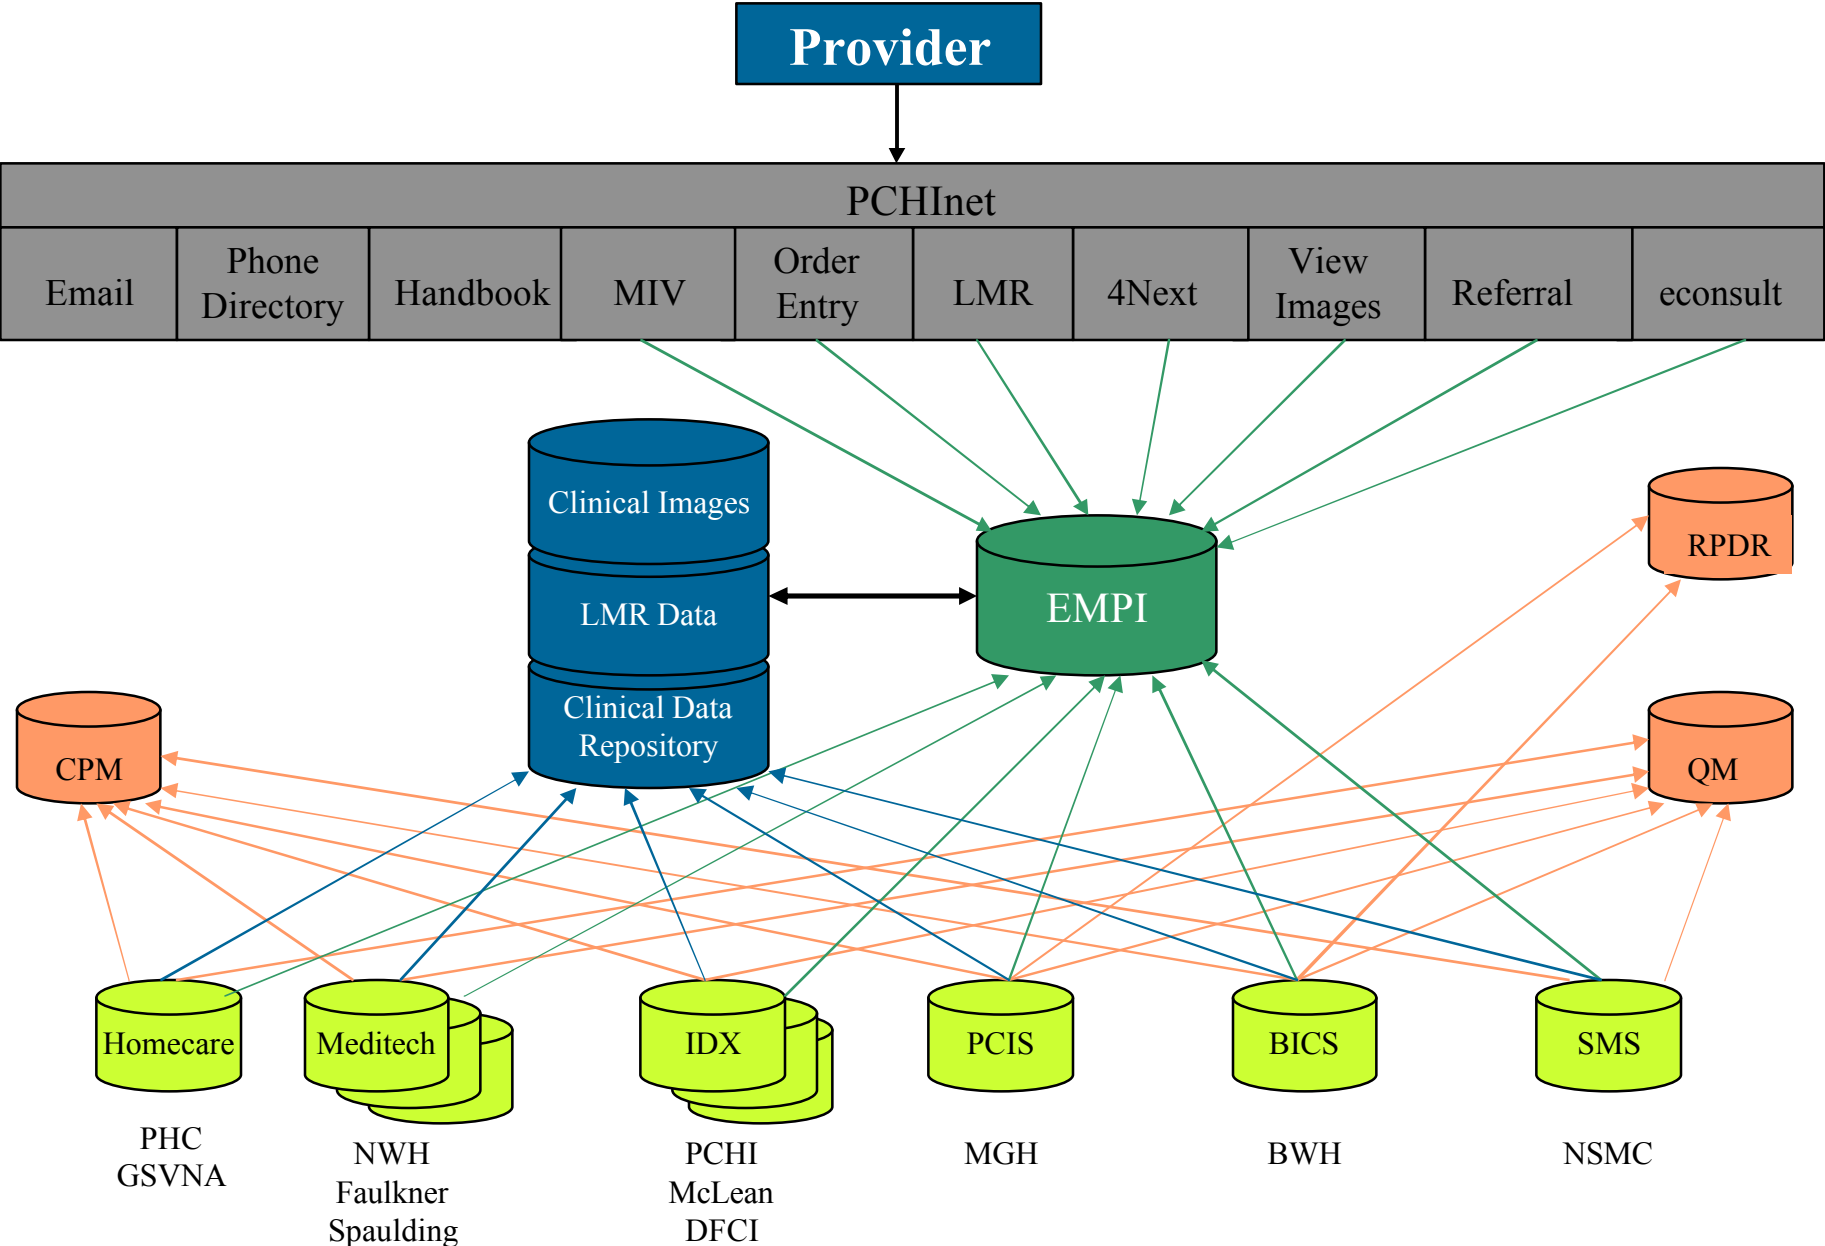 Provider
PCHInet
Email
Phone
Directory
Handbook
MIV
Order
Entry
LMR
4Next
View
Images
Referral
econsult
Clinical Images
LMR Data
Clinical Data
Repository
EMPI
RPDR
CPM
QM
Homecare
Meditech
IDX
PCIS
BICS
SMS
PHC
GSVNA
NWH
Faulkner
Spaulding
PCHI
McLean
DFCI
MGH
BWH
NSMC